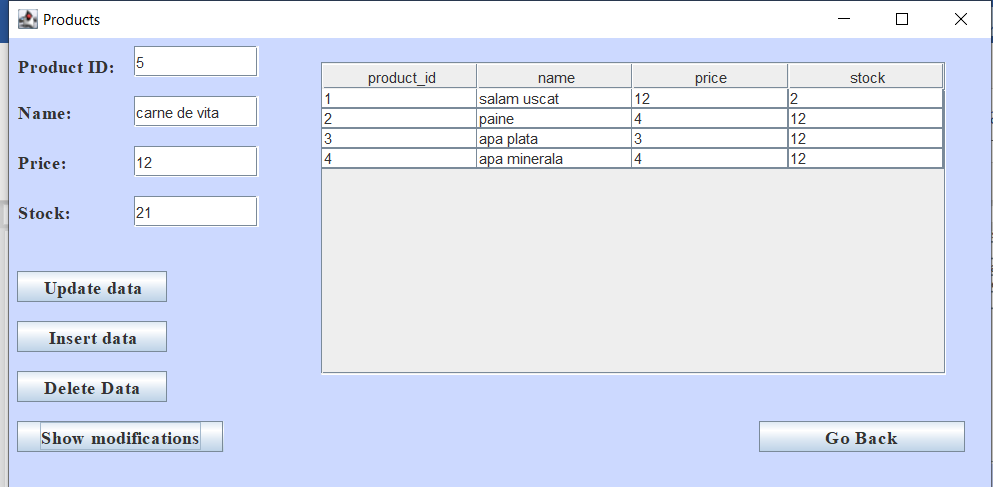 Products
Product ID: 5
Name: carne de vita
Price: 12
Stock: 21
Update data
Insert data
Delete Data
Show modifications
product_id name price stock
1 salam uscat 12 2
2 paine 4 12
3 apa plata 3 12
4 apa minerala 4 12
Go Back